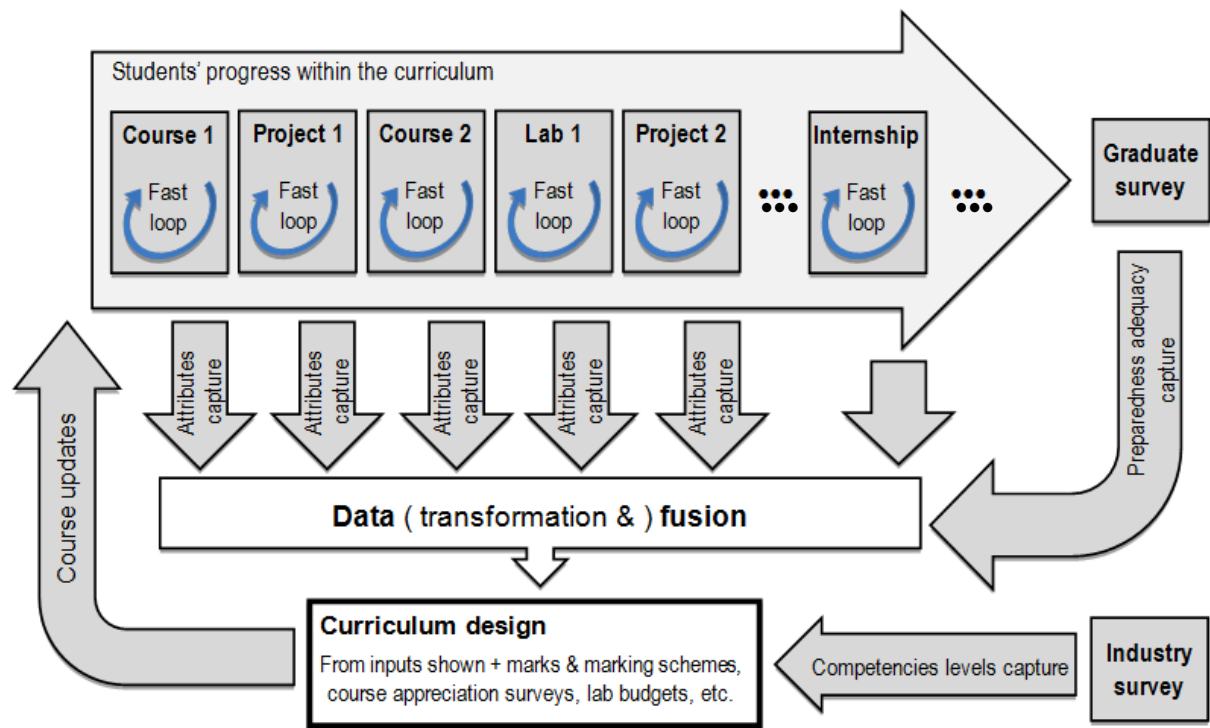 Students' progress within the curriculum
Course 1
Fast
loop
Project 1
Fast
loop
Course 2
Fast
loop
Lab 1
Fast
loop
Project 2
Fast
loop
Internship
Fast
loop
Graduate
survey
Attributes
capture
Attributes
capture
Attributes
capture
Attributes
capture
Attributes
capture
Preparedness adequacy
capture
Course updates
Data ( transformation & ) fusion
Curriculum design
From inputs shown + marks & marking schemes,
course appreciation surveys, lab budgets, etc.
Competencies levels capture
Industry
survey